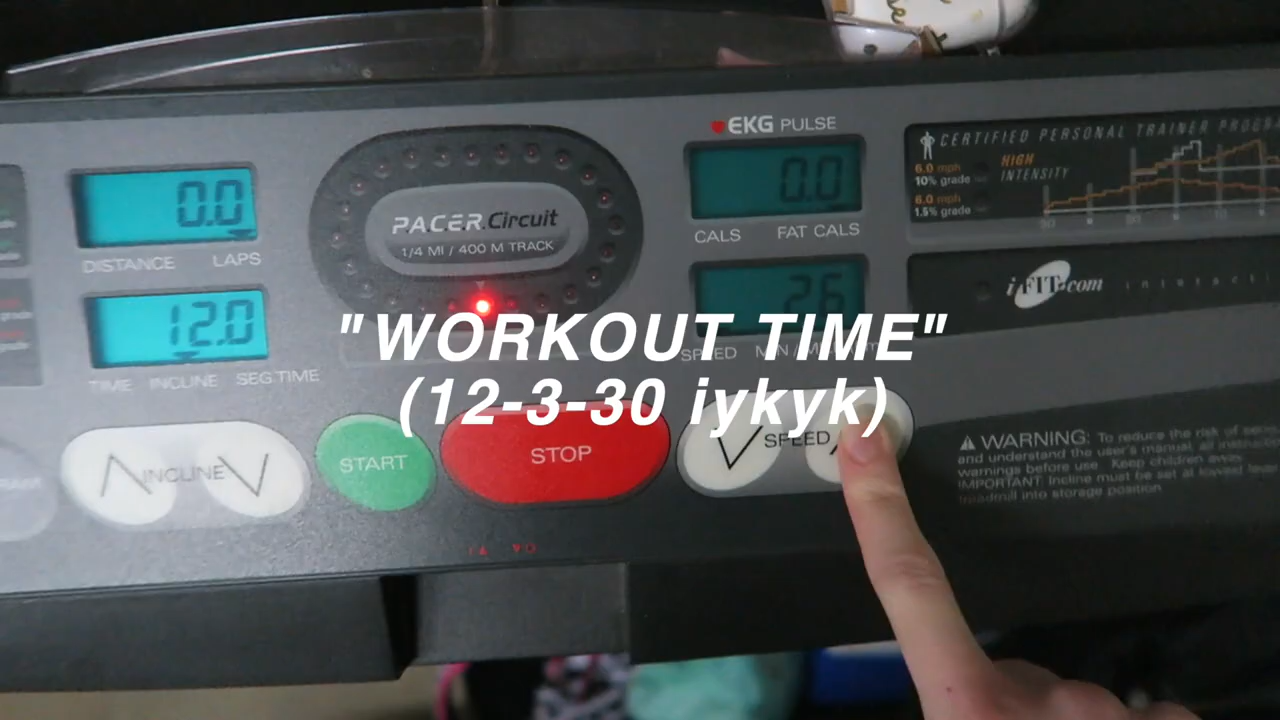 EKG PULSE
CERTIFIED PERSONAL TRAINER
6.0 mph
10% grade
HIGH
INTENSITY
6.0 mph
1.5% grade
0.0
0.0
DISTANCE LAPS
P.A.C.E.R. Circuit
1/4 MI / 400 M TRACK
CALS FAT CALS
iFIT.com
12.0
2.6
TIME INCLINE SEG TIME
SPEED
"WORKOUT TIME"
(12-3-30 iykyk)
INCLINE
START
STOP
SPEED
WARNING: To reduce the risk of
and understand the user's manual, all
warnings before use. Keep children away.
IMPORTANT: Incline must be set at lowest
treadmill into storage position.